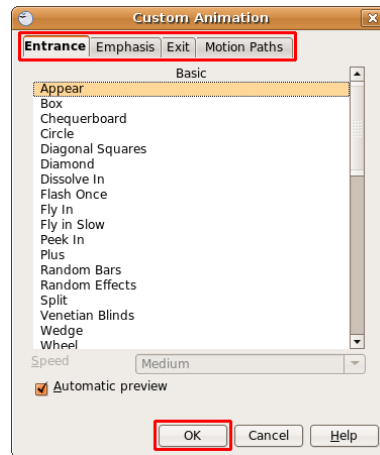 Custom Animation
Entrance Emphasis Exit Motion Paths
Basic
Appear
Box
Chequerboard
Circle
Diagonal Squares
Diamond
Dissolve In
Flash Once
Fly In
Fly in Slow
Peek In
Plus
Random Bars
Random Effects
Split
Venetian Blinds
Wedge
Wheel
Speed Medium
Automatic preview
OK Cancel Help